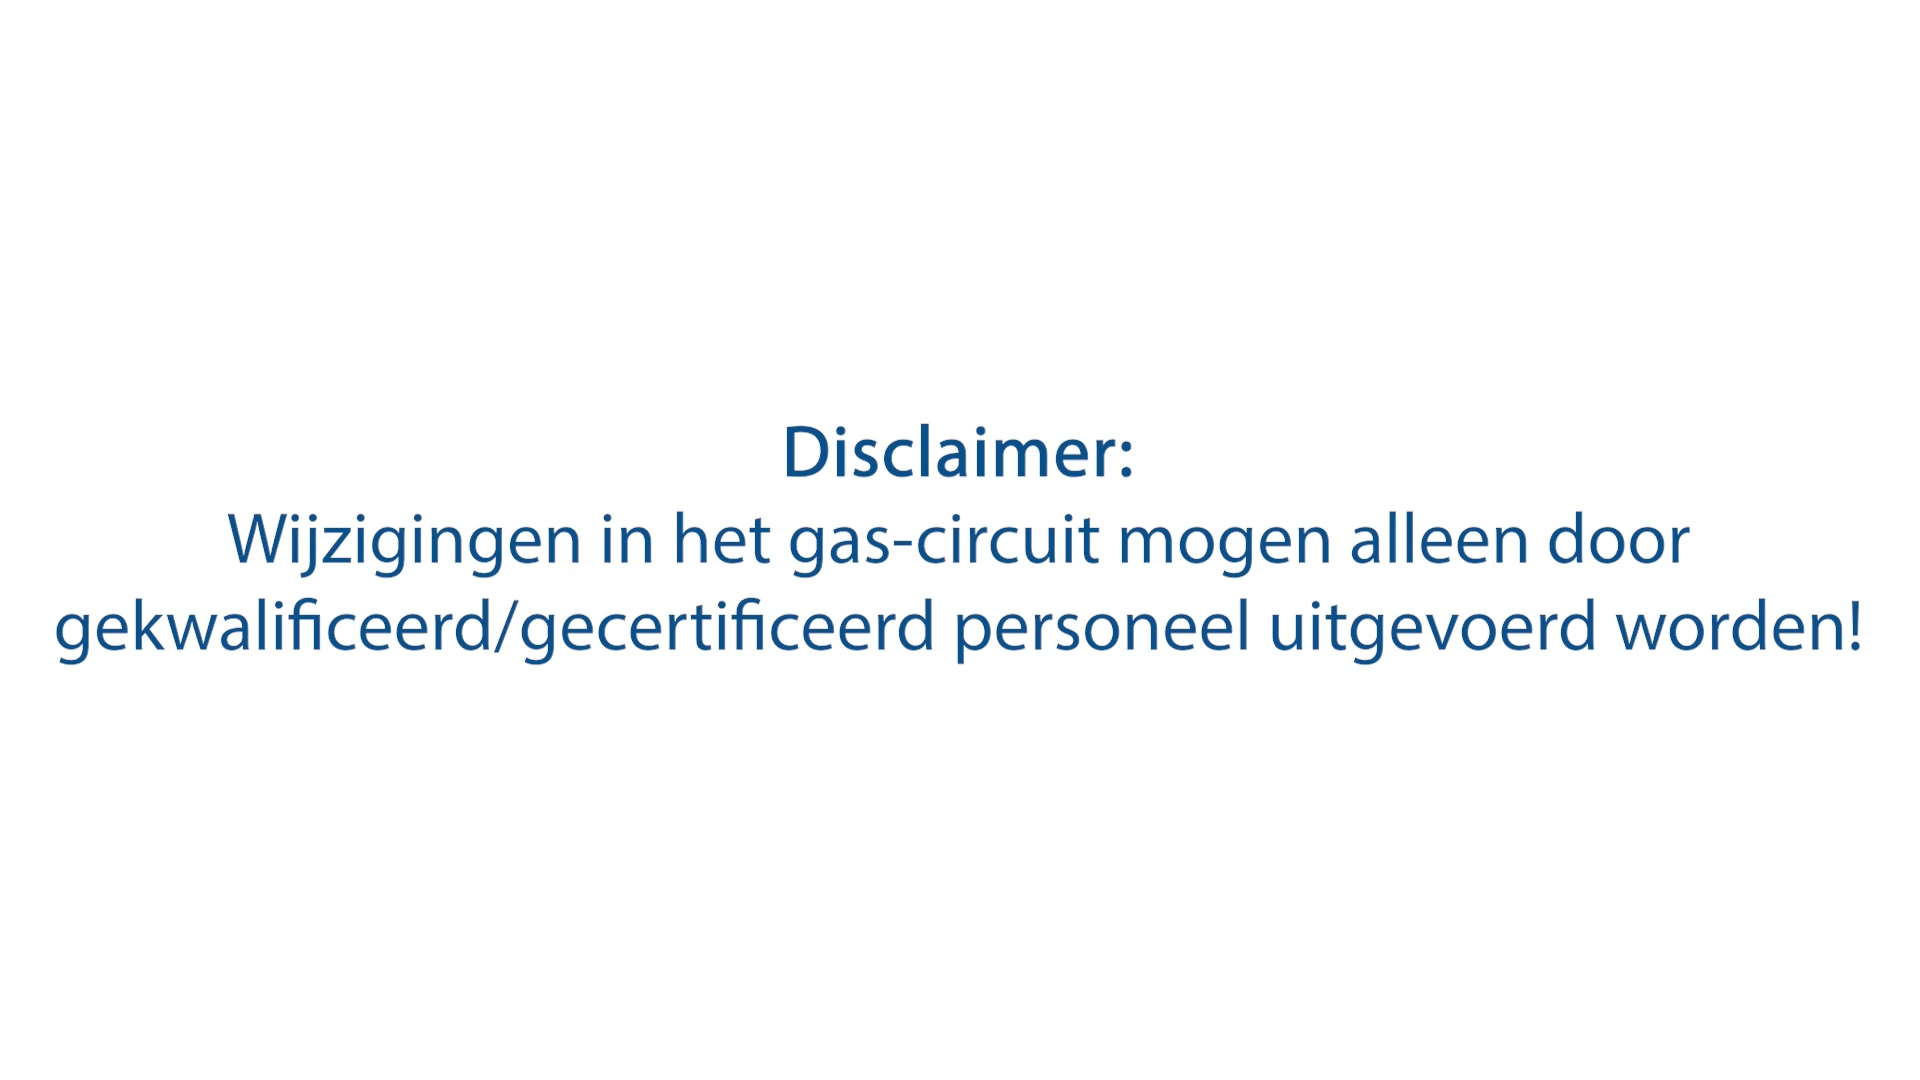 Disclaimer:
Wijzigingen in het gas-circuit mogen alleen door
gekwalificeerd/gecertificeerd personeel uitgevoerd worden!